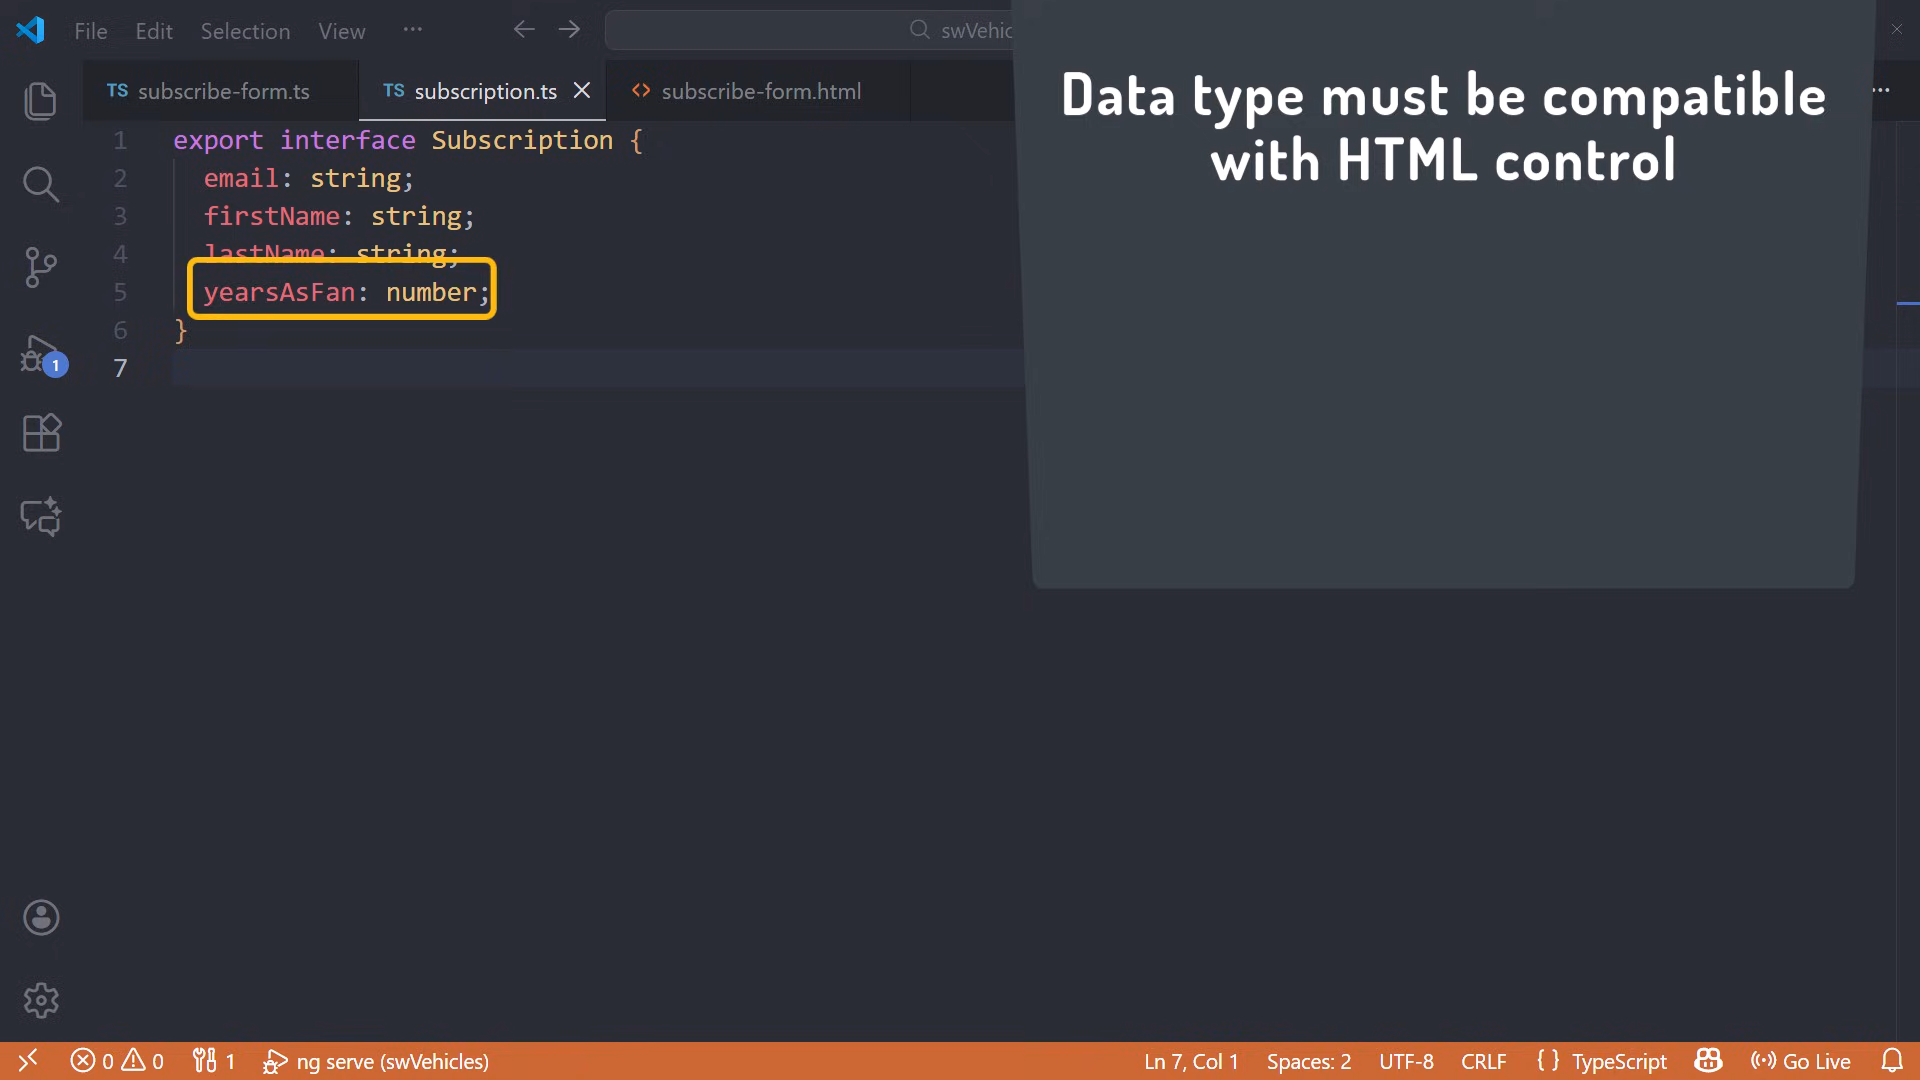 File Edit Selection View ···
swVehic
TS subscribe-form.ts
TS subscription.ts
<> subscribe-form.html
···
Data type must be compatible
with HTML control
1 export interface Subscription {
2 email: string;
3 firstName: string;
4 lastName: string;
5 yearsAsFan: number;
6 }
7
1
0 0 1 ng serve (swVehicles)
Ln 7, Col 1 Spaces: 2 UTF-8 CRLF { } TypeScript Go Live